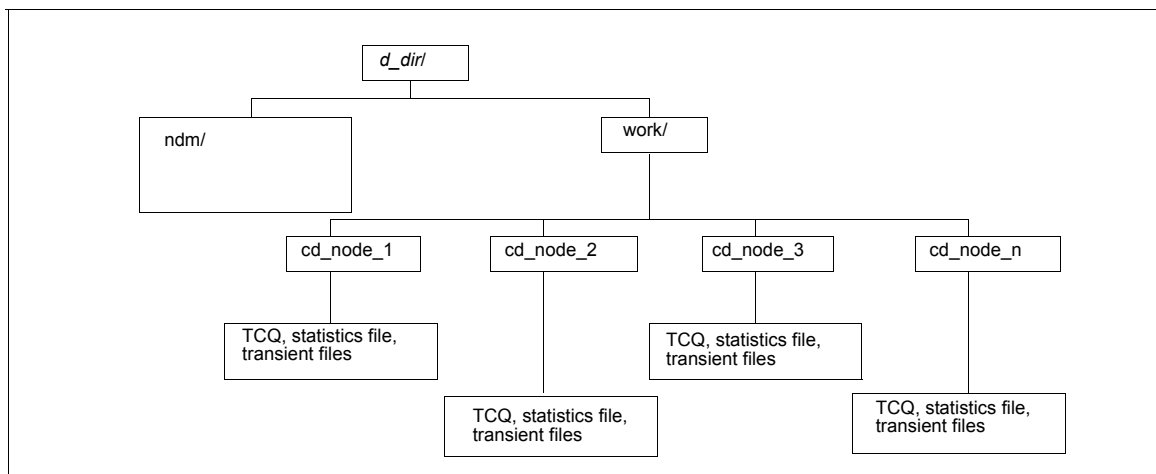 d_dir/
ndm/
work/
cd_node_1
cd_node_2
cd_node_3
cd_node_n
TCQ, statistics file,
transient files
TCQ, statistics file,
transient files
TCQ, statistics file,
transient files
TCQ, statistics file,
transient files